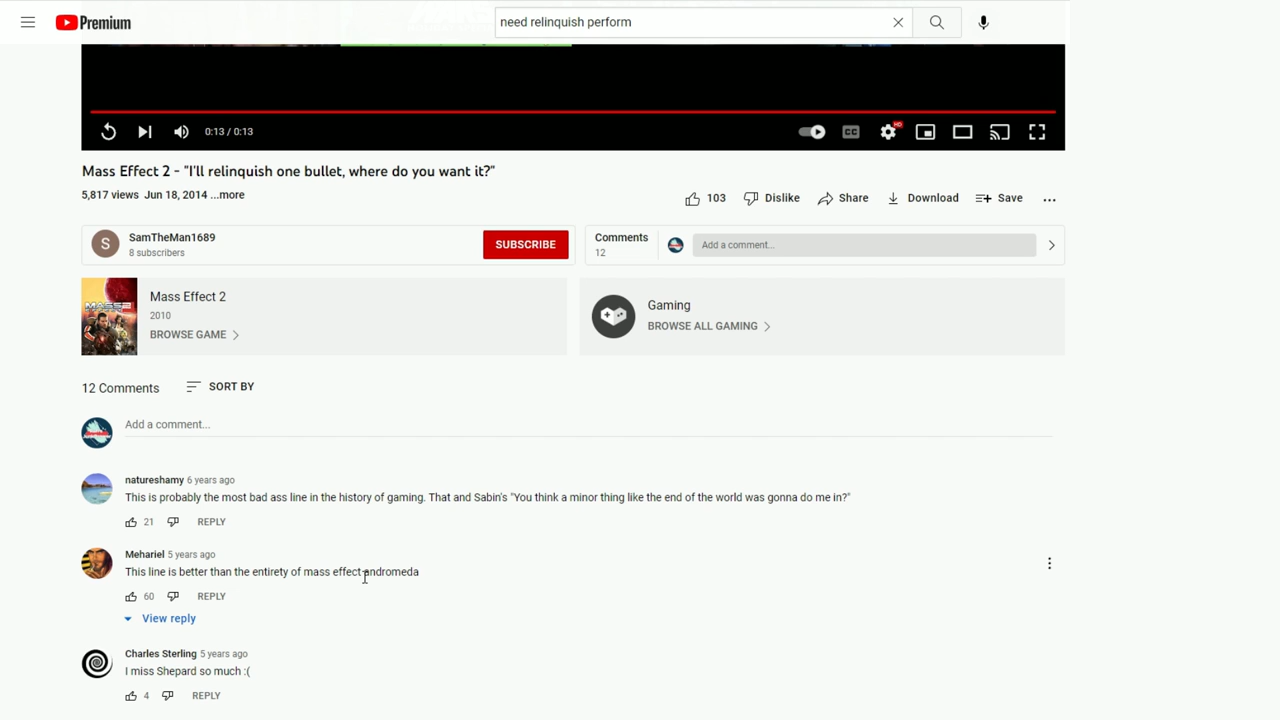 Premium
need relinquish perform
HD
0:13 / 0:13
CC
Mass Effect 2 - "I'll relinquish one bullet, where do you want it?"
5,817 views Jun 18, 2014 ...more
103 Dislike Share Download Save
S
SamTheMan1689
8 subscribers
SUBSCRIBE
Comments
12
Add a comment...
Mass Effect 2
2010
BROWSE GAME
Gaming
BROWSE ALL GAMING
12 Comments SORT BY
Add a comment...
natureshamy 6 years ago
This is probably the most bad ass line in the history of gaming. That and Sabin's "You think a minor thing like the end of the world was gonna do me in?"
21 REPLY
Mehariel 5 years ago
This line is better than the entirety of mass effect andromeda
60 REPLY
View reply
Charles Sterling 5 years ago
I miss Shepard so much :(
4 REPLY